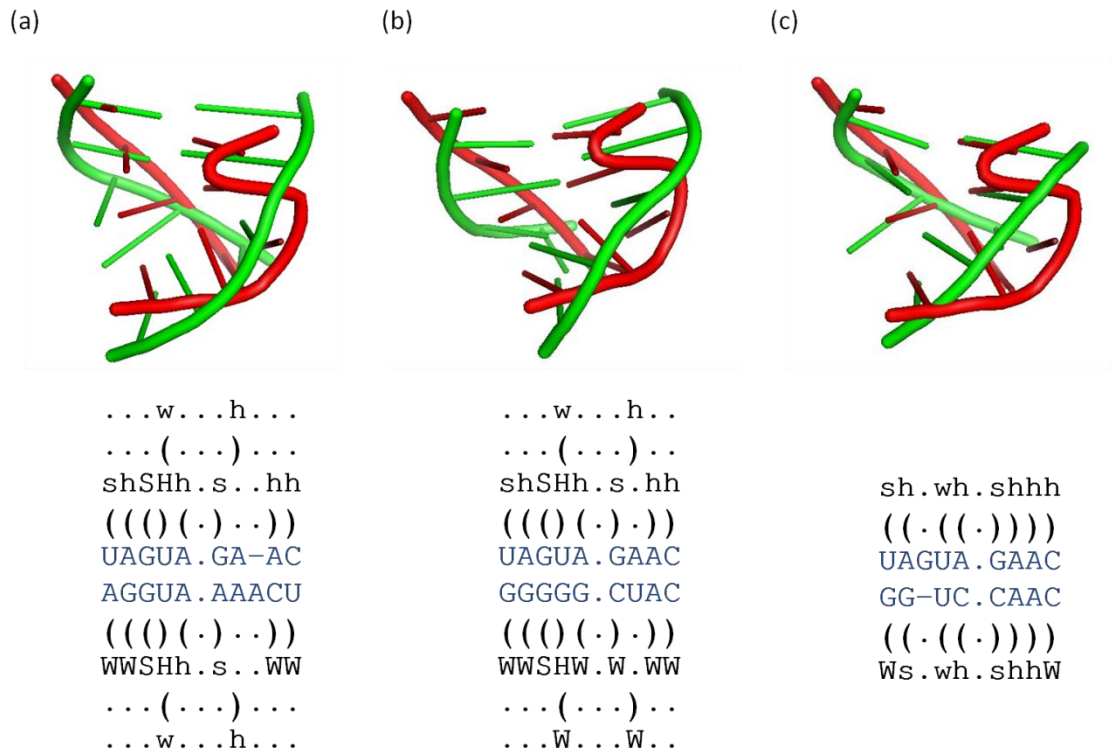 (a)
(b)
(c)
...w...h...
...(...)...
shSHh.s..hh
((()(.)..))
UAGUA.GA-AC
AGGUA.AAACU
((()(.)..))
WWSHh.s..WW
...(...)...
...w...h...
...w...h..
...(...)..
shSHh.s.hh
((()(.).))
UAGUA.GAAC
GGGGG.CUAC
((()(.).))
WWSHW.W.WW
...(...)..
...W...W..
sh.wh.shhh
((.((.))))
UAGUA.GAAC
GG-UC.CAAC
((.((.))))
Ws.wh.shhW